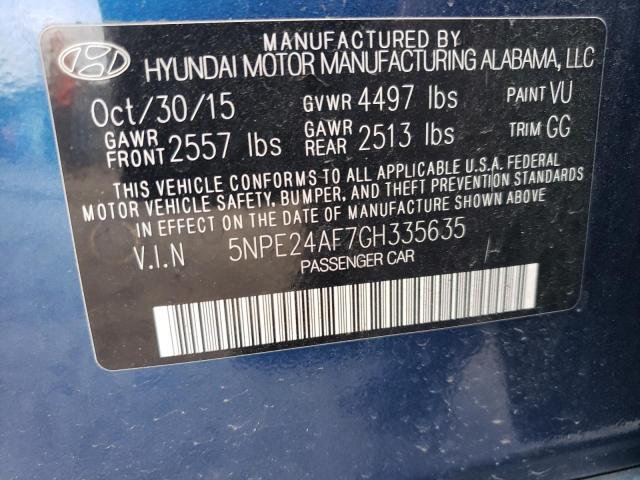 MANUFACTURED BY
HYUNDAI MOTOR MANUFACTURING ALABAMA, LLC
Oct/30/15 GVWR 4497 lbs PAINT VU
GAWR FRONT 2557 lbs GAWR REAR 2513 lbs TRIM GG
THIS VEHICLE CONFORMS TO ALL APPLICABLE U.S.A. FEDERAL
MOTOR VEHICLE SAFETY, BUMPER, AND THEFT PREVENTION STANDARDS
IN EFFECT ON THE DATE OF MANUFACTURE SHOWN ABOVE
V.I.N 5NPE24AF7GH335635
PASSENGER CAR